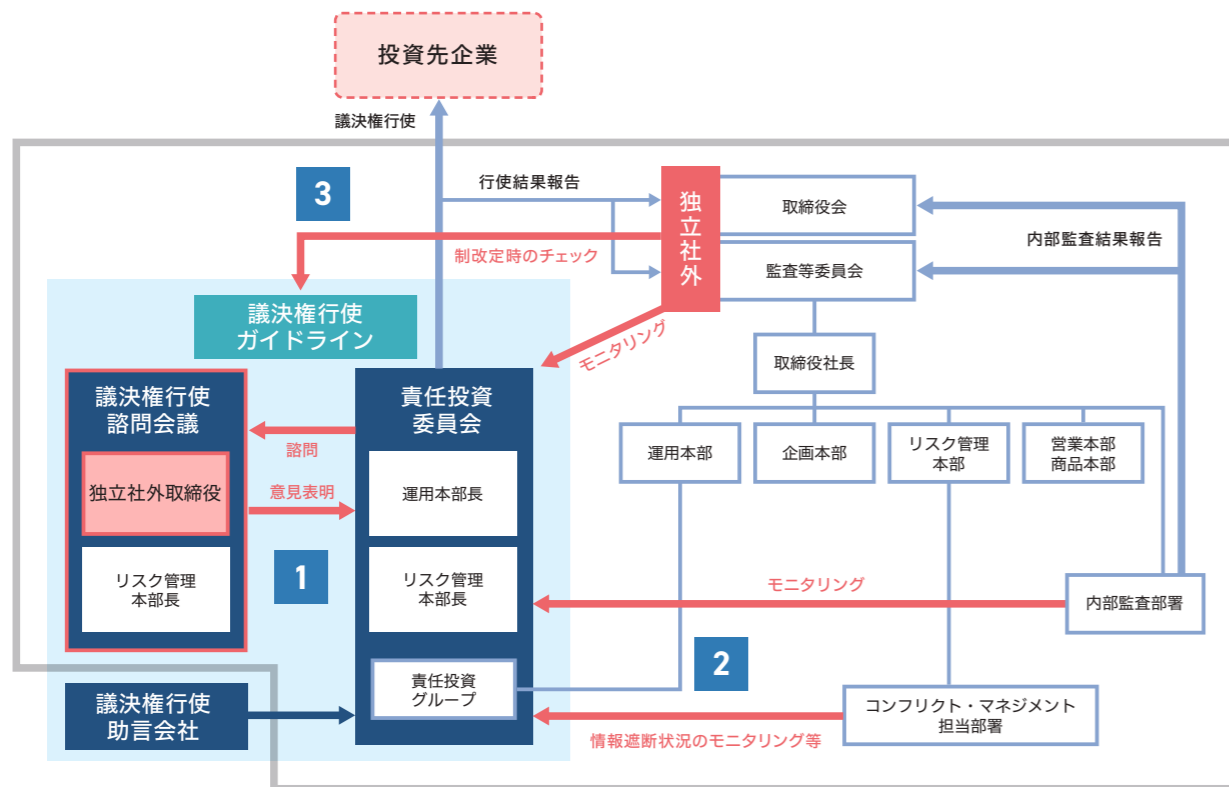 投資先企業
議決権行使
3
行使結果報告
独立社外
取締役会
内部監査結果報告
制改定時のチェック
監査等委員会
議決権行使
ガイドライン
モニタリング
取締役社長
議決権行使
諮問会議
責任投資
委員会
諮問
運用本部
企画本部
リスク管理
本部
営業本部
商品本部
独立社外取締役
意見表明
運用本部長
リスク管理
本部長
1
リスク管理
本部長
モニタリング
内部監査部署
2
責任投資
グループ
議決権行使
助言会社
コンフリクト・マネジメント
担当部署
情報遮断状況のモニタリング等